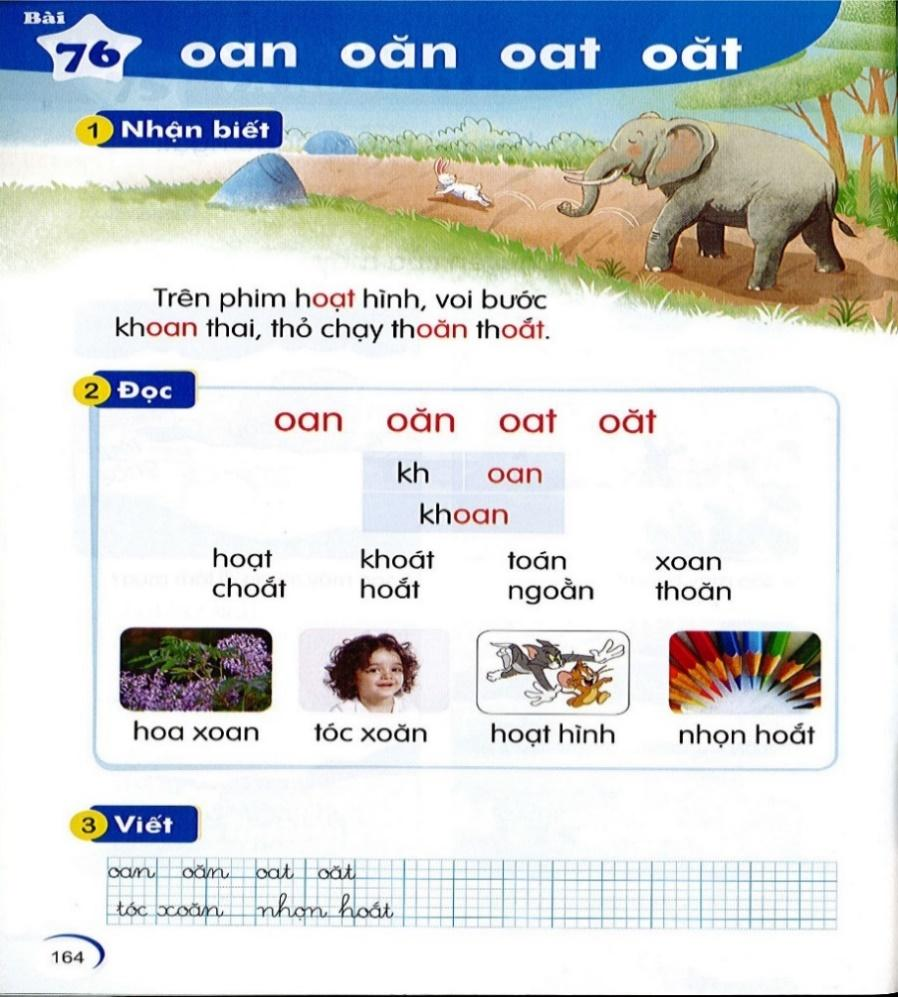 Bài
76 oan oăn oat oăt
1 Nhận biết
Trên phim hoạt hình, voi bước
khoan thai, thỏ chạy thoăn thoắt.
2 Đọc
oan oăn oat oăt
kh oan
khoan
hoạt khoát toán xoan
choắt hoắt ngoằn thoăn
hoa xoan tóc xoăn hoạt hình nhọn hoắt
3 Viết
oan oăn oat oăt
tóc xoăn nhọn hoắt
164